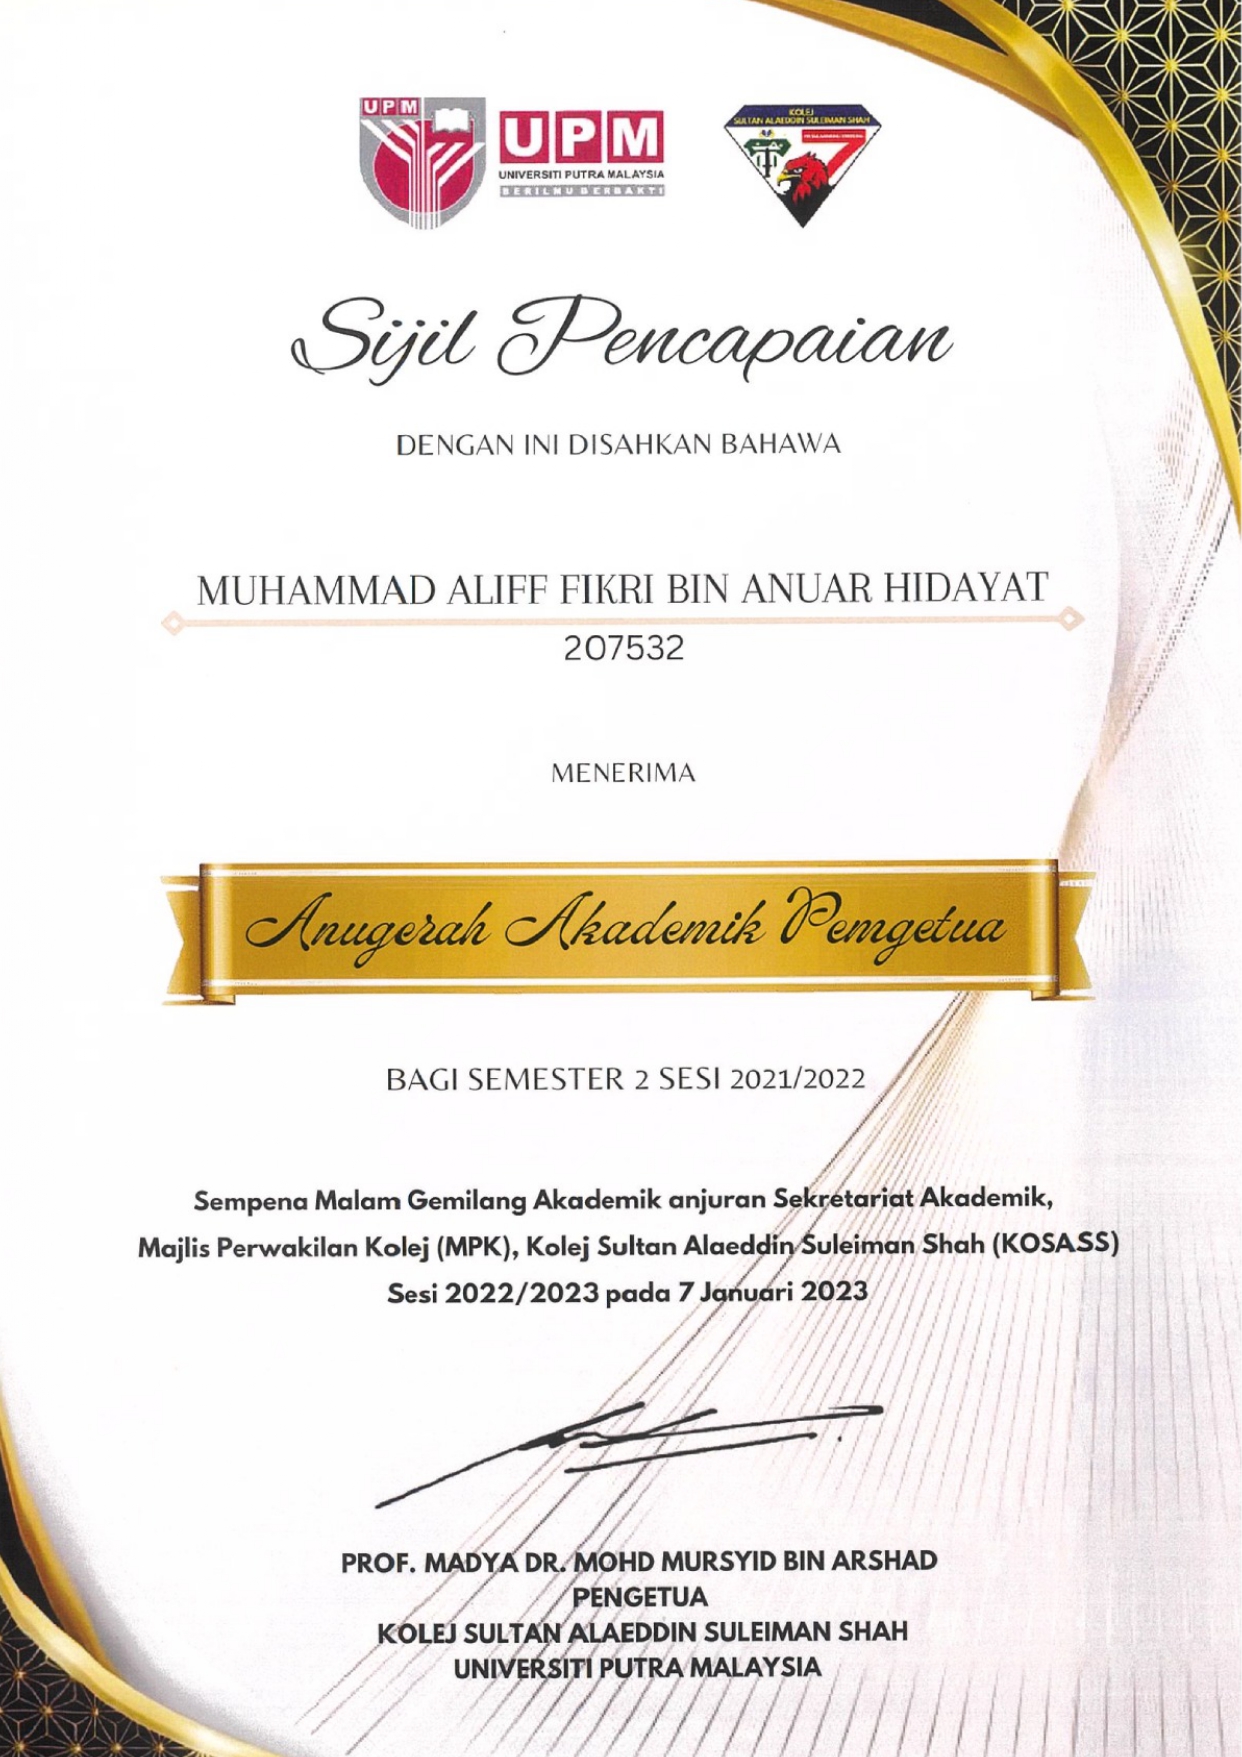 UPM
UPM
UNIVERSITI PUTRA MALAYSIA
BERILMU BERBAKTI
KOLEJ
SULTAN ALAEDDIN SULEIMAN SHAH
7
Sijil Pencapaian
DENGAN INI DISAHKAN BAHAWA
MUHAMMAD ALIFF FIKRI BIN ANUAR HIDAYAT
207532
MENERIMA
Anugerah Akademik Pemgetua
BAGI SEMESTER 2 SESI 2021/2022
Sempena Malam Gemilang Akademik anjuran Sekretariat Akademik,
Majlis Perwakilan Kolej (MPK), Kolej Sultan Alaeddin Suleiman Shah (KOSASS)
Sesi 2022/2023 pada 7 Januari 2023
PROF. MADYA DR. MOHD MURSYID BIN ARSHAD
PENGETUA
KOLEJ SULTAN ALAEDDIN SULEIMAN SHAH
UNIVERSITI PUTRA MALAYSIA